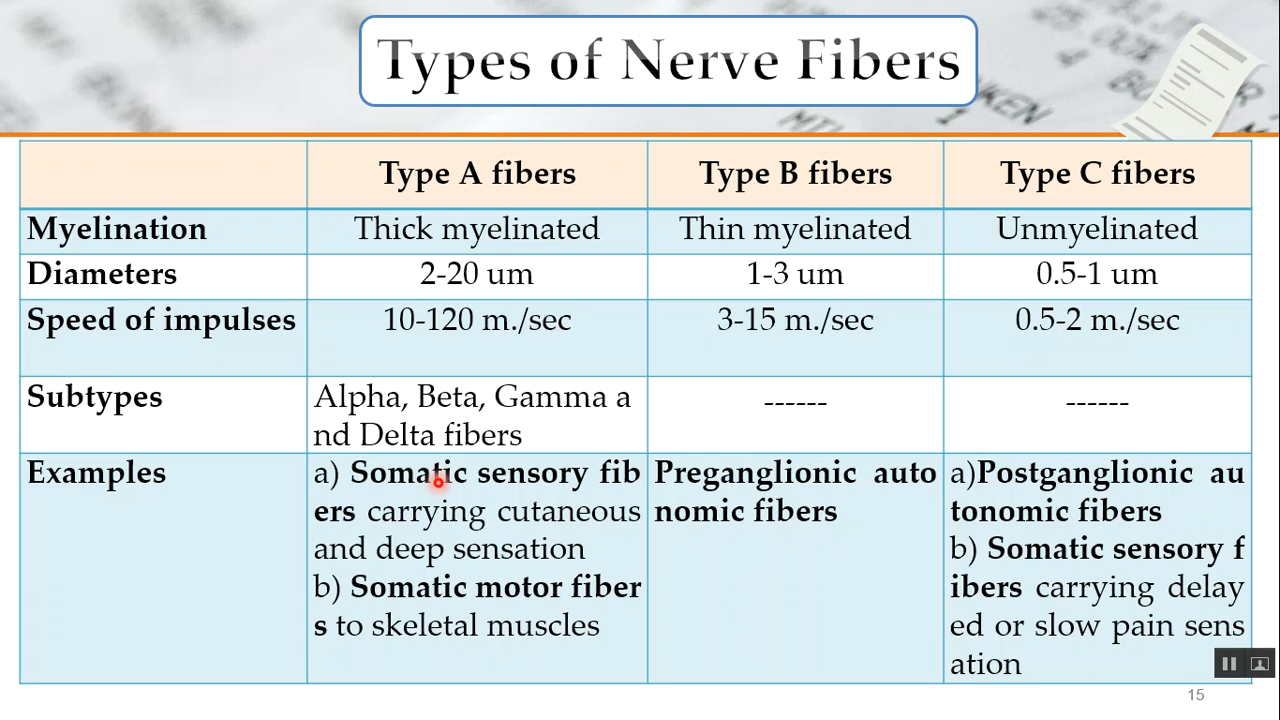 Types of Nerve Fibers
Type A fibers Type B fibers Type C fibers
Myelination Thick myelinated Thin myelinated Unmyelinated
Diameters 2-20 um 1-3 um 0.5-1 um
Speed of impulses 10-120 m./sec 3-15 m./sec 0.5-2 m./sec
Subtypes Alpha, Beta, Gamma a ------ ------
nd Delta fibers
Examples a) Somatic sensory fib Preganglionic auto a)Postganglionic au
ers carrying cutaneous nomic fibers tonomic fibers
and deep sensation b) Somatic sensory f
b) Somatic motor fiber ibers carrying delay
s to skeletal muscles ed or slow pain sens
ation
15